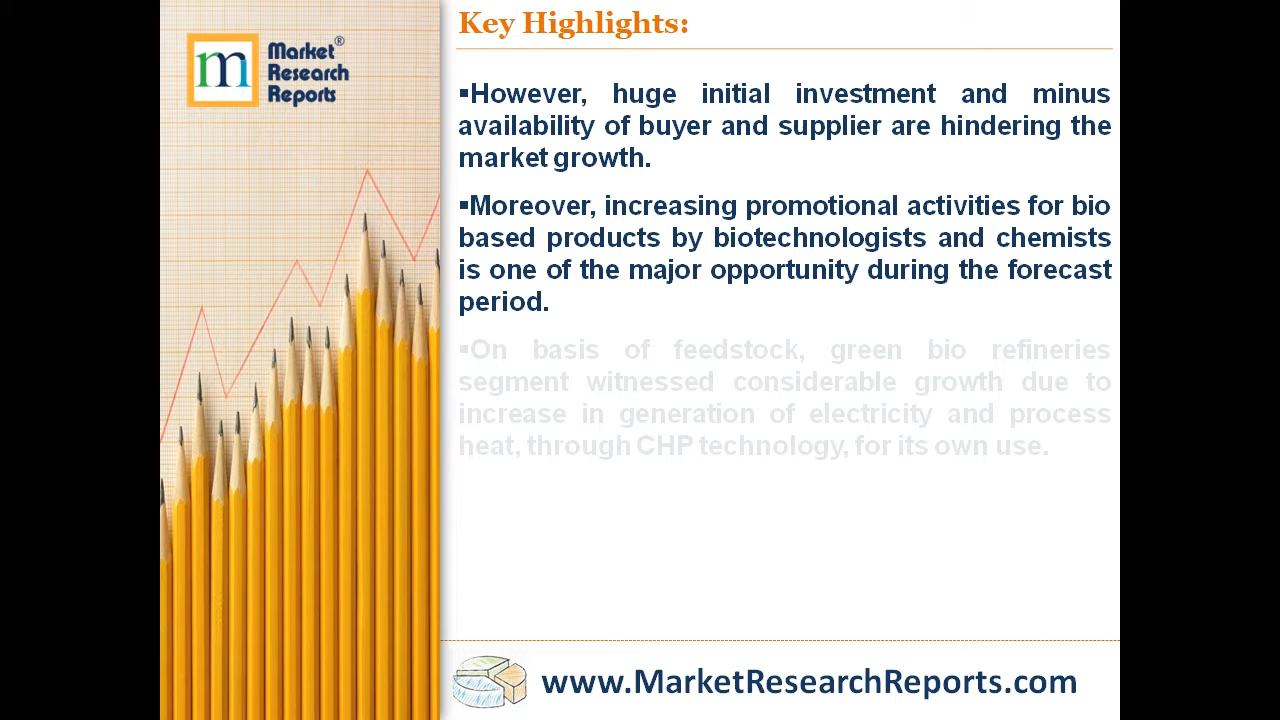 Key Highlights:
m
Market®
Research
Reports
▪However, huge initial investment and minus
availability of buyer and supplier are hindering the
market growth.
▪Moreover, increasing promotional activities for bio
based products by biotechnologists and chemists
is one of the major opportunity during the forecast
period.
▪On basis of feedstock, green bio refineries
segment witnessed considerable growth due to
increase in generation of electricity and process
heat, through CHP technology, for its own use.
www.MarketResearchReports.com